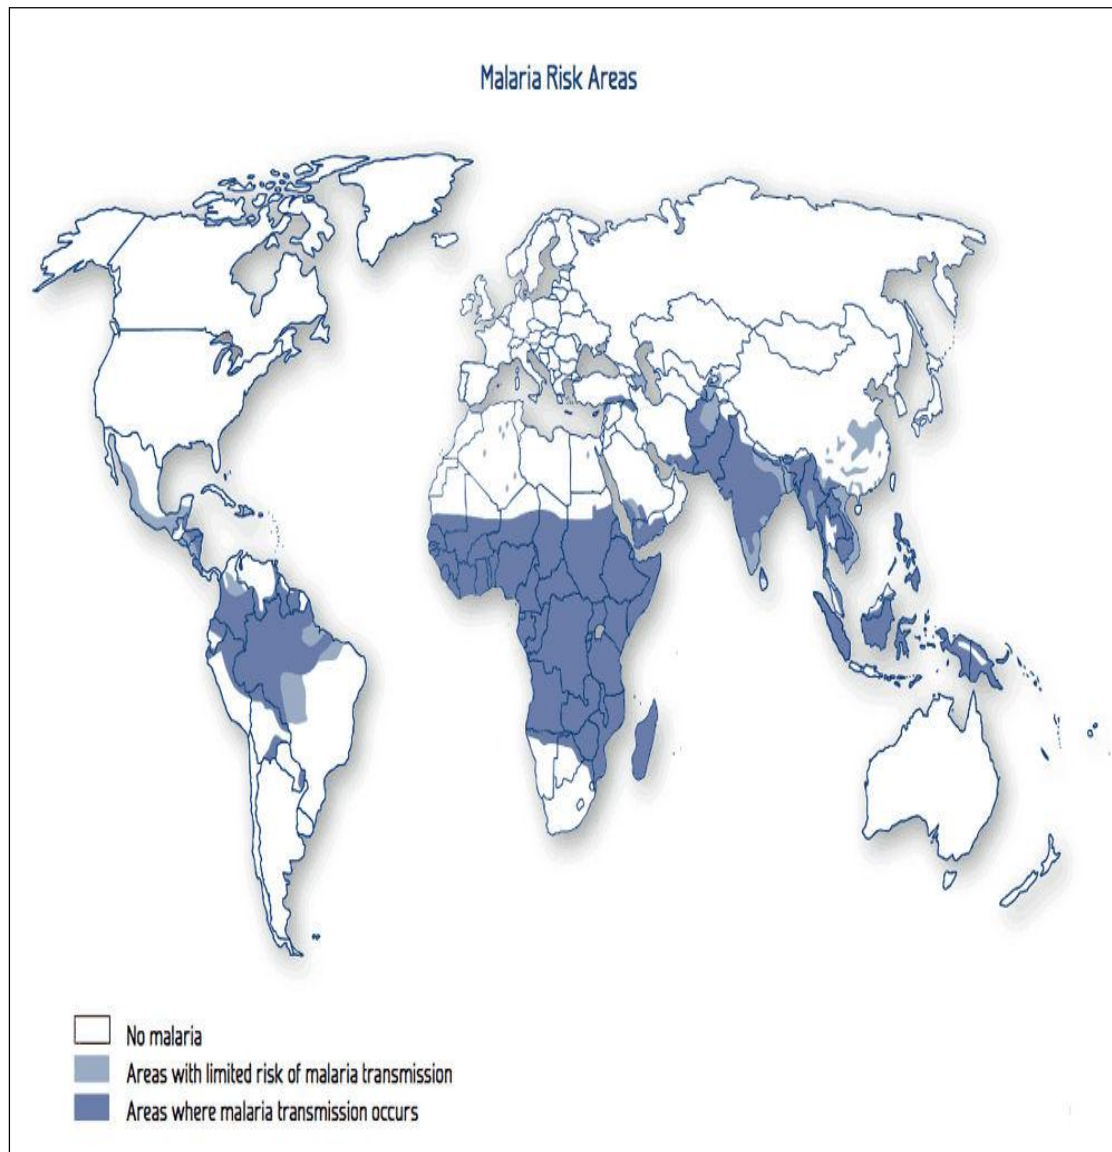 Malaria Risk Areas
No malaria
Areas with limited risk of malaria transmission
Areas where malaria transmission occurs